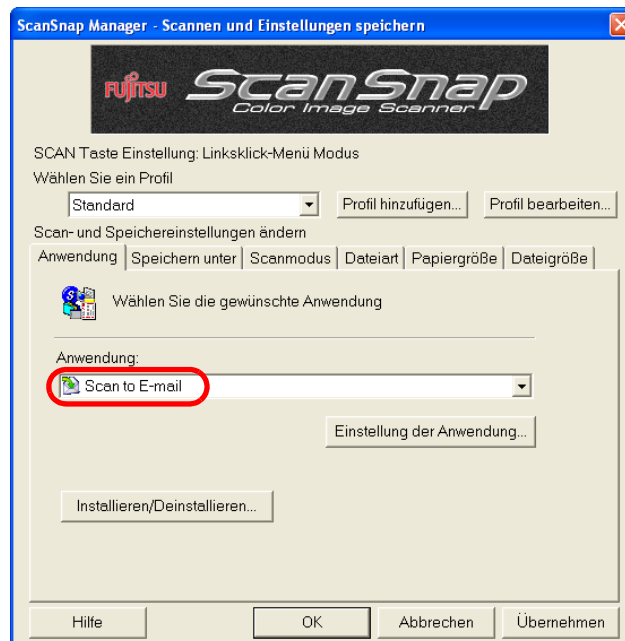 ScanSnap Manager - Scannen und Einstellungen speichern
FUJITSU ScanSnap
Color Image Scanner
SCAN Taste Einstellung: Linksklick-Menü Modus
Wählen Sie ein Profil
Standard Profil hinzufügen... Profil bearbeiten...
Scan- und Speichereinstellungen ändern
Anwendung Speichern unter Scanmodus Dateiart Papiergröße Dateigröße
Wählen Sie die gewünschte Anwendung
Anwendung:
Scan to E-mail
Einstellung der Anwendung...
Installieren/Deinstallieren...
Hilfe OK Abbrechen Übernehmen